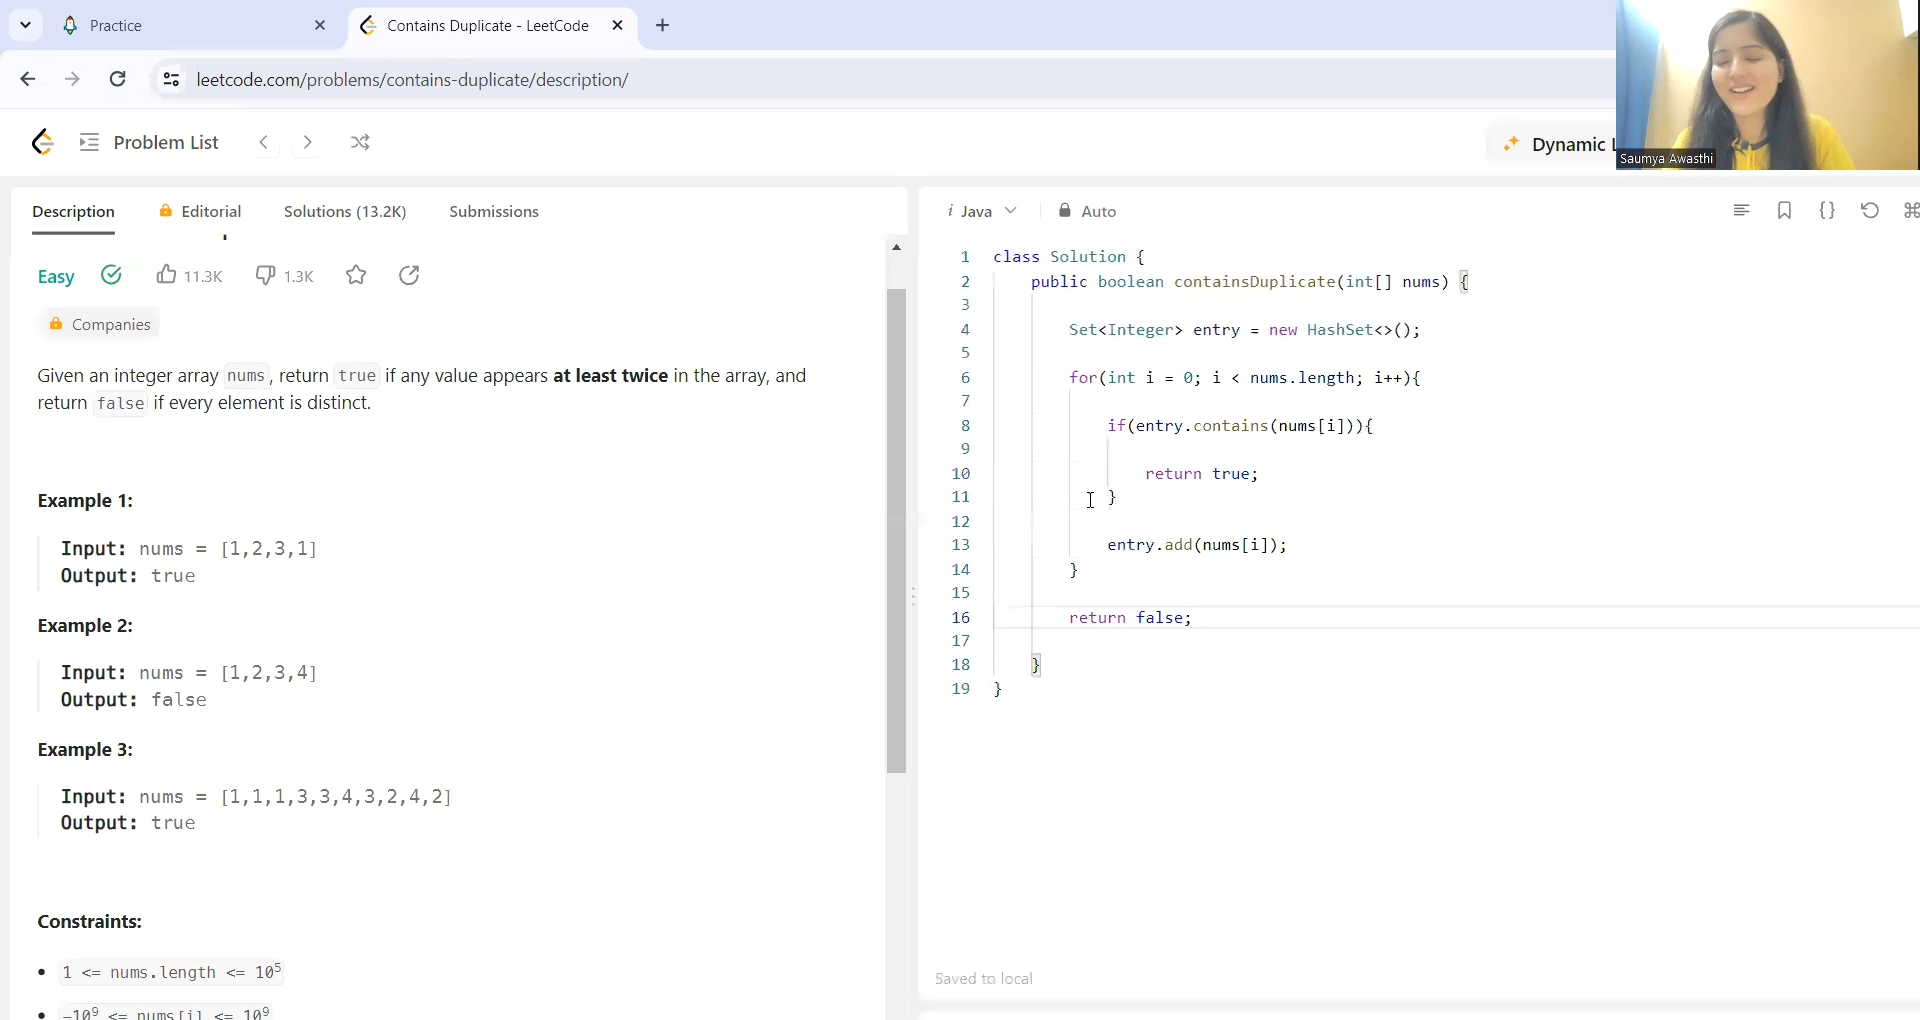 Practice
Contains Duplicate - LeetCode
leetcode.com/problems/contains-duplicate/description/
Problem List
Dynamic
Saumya Awasthi
Description
Editorial
Solutions (13.2K)
Submissions
Easy
11.3K
1.3K
Companies
Given an integer array nums, return true if any value appears at least twice in the array, and
return false if every element is distinct.
Example 1:
Input: nums = [1,2,3,1]
Output: true
Example 2:
Input: nums = [1,2,3,4]
Output: false
Example 3:
Input: nums = [1,1,1,3,3,4,3,2,4,2]
Output: true
Constraints:
• 1 <= nums.length <= 10⁵
• -10⁹ <= nums[i] <= 10⁹
i Java
Auto
1 class Solution {
2 public boolean containsDuplicate(int[] nums) {
3
4 Set<Integer> entry = new HashSet<>();
5
6 for(int i = 0; i < nums.length; i++){
7
8 if(entry.contains(nums[i])){
9
10 return true;
11 }
12
13 entry.add(nums[i]);
14 }
15
16 return false;
17
18 }
19 }
Saved to local